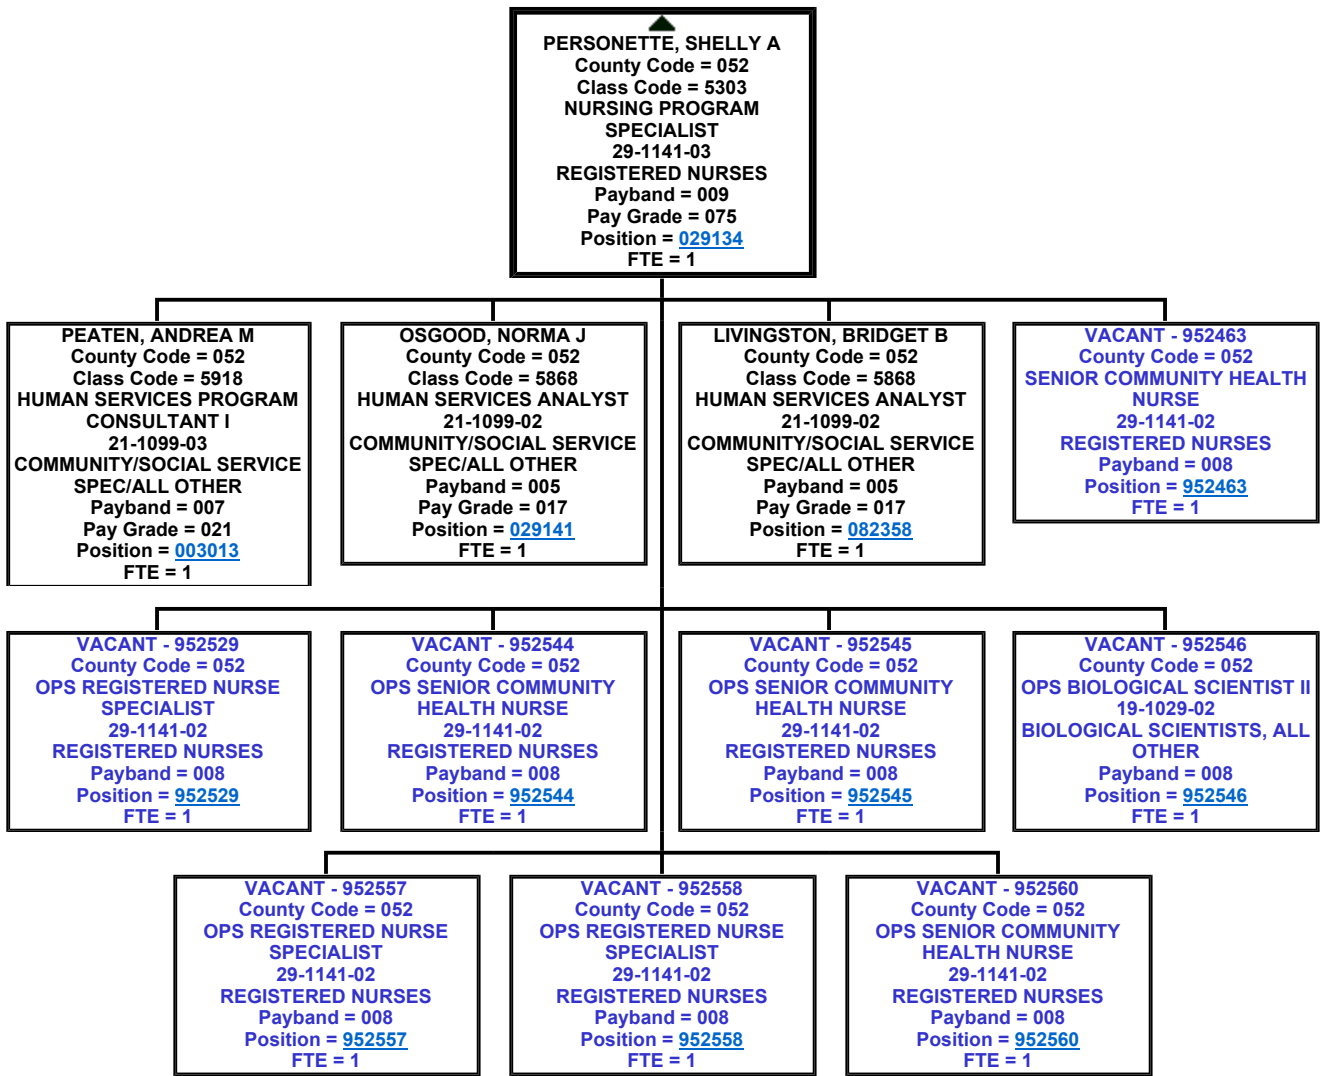 PERSONETTE, SHELLY A
County Code = 052
Class Code = 5303
NURSING PROGRAM
SPECIALIST
29-1141-03
REGISTERED NURSES
Payband = 009
Pay Grade = 075
Position = 029134
FTE = 1
PEATEN, ANDREA M
County Code = 052
Class Code = 5918
HUMAN SERVICES PROGRAM
CONSULTANT I
21-1099-03
COMMUNITY/SOCIAL SERVICE
SPEC/ALL OTHER
Payband = 007
Pay Grade = 021
Position = 003013
FTE = 1
OSGOOD, NORMA J
County Code = 052
Class Code = 5868
HUMAN SERVICES ANALYST
21-1099-02
COMMUNITY/SOCIAL SERVICE
SPEC/ALL OTHER
Payband = 005
Pay Grade = 017
Position = 029141
FTE = 1
LIVINGSTON, BRIDGET B
County Code = 052
Class Code = 5868
HUMAN SERVICES ANALYST
21-1099-02
COMMUNITY/SOCIAL SERVICE
SPEC/ALL OTHER
Payband = 005
Pay Grade = 017
Position = 082358
FTE = 1
VACANT - 952463
County Code = 052
SENIOR COMMUNITY HEALTH
NURSE
29-1141-02
REGISTERED NURSES
Payband = 008
Position = 952463
FTE = 1
VACANT - 952529
County Code = 052
OPS REGISTERED NURSE
SPECIALIST
29-1141-02
REGISTERED NURSES
Payband = 008
Position = 952529
FTE = 1
VACANT - 952544
County Code = 052
OPS SENIOR COMMUNITY
HEALTH NURSE
29-1141-02
REGISTERED NURSES
Payband = 008
Position = 952544
FTE = 1
VACANT - 952545
County Code = 052
OPS SENIOR COMMUNITY
HEALTH NURSE
29-1141-02
REGISTERED NURSES
Payband = 008
Position = 952545
FTE = 1
VACANT - 952546
County Code = 052
OPS BIOLOGICAL SCIENTIST II
19-1029-02
BIOLOGICAL SCIENTISTS, ALL
OTHER
Payband = 008
Position = 952546
FTE = 1
VACANT - 952557
County Code = 052
OPS REGISTERED NURSE
SPECIALIST
29-1141-02
REGISTERED NURSES
Payband = 008
Position = 952557
FTE = 1
VACANT - 952558
County Code = 052
OPS REGISTERED NURSE
SPECIALIST
29-1141-02
REGISTERED NURSES
Payband = 008
Position = 952558
FTE = 1
VACANT - 952560
County Code = 052
OPS SENIOR COMMUNITY
HEALTH NURSE
29-1141-02
REGISTERED NURSES
Payband = 008
Position = 952560
FTE = 1